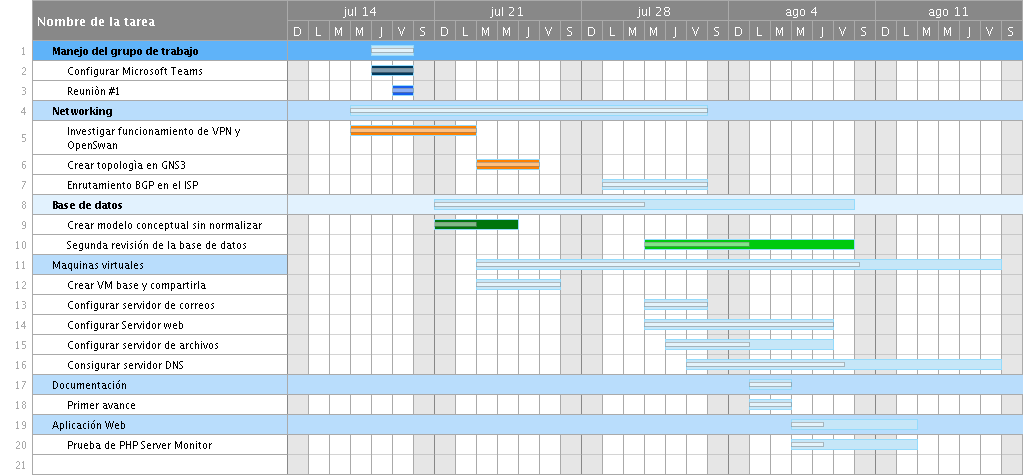 Nombre de la tarea
jul 14 jul 21 jul 28 ago 4 ago 11
D L M M J V S D L M M J V S D L M M J V S D L M M J V S D L M M J V S
1 Manejo del grupo de trabajo
2 Configurar Microsoft Teams
3 Reunión #1
4 Networking
5 Investigar funcionamiento de VPN y
OpenSwan
6 Crear topologìa en GNS3
7 Enrutamiento BGP en el ISP
8 Base de datos
9 Crear modelo conceptual sin normalizar
10 Segunda revisión de la base de datos
11 Maquinas virtuales
12 Crear VM base y compartirla
13 Configurar servidor de correos
14 Configurar Servidor web
15 Configurar servidor de archivos
16 Consigurar servidor DNS
17 Documentación
18 Primer avance
19 Aplicación Web
20 Prueba de PHP Server Monitor
21